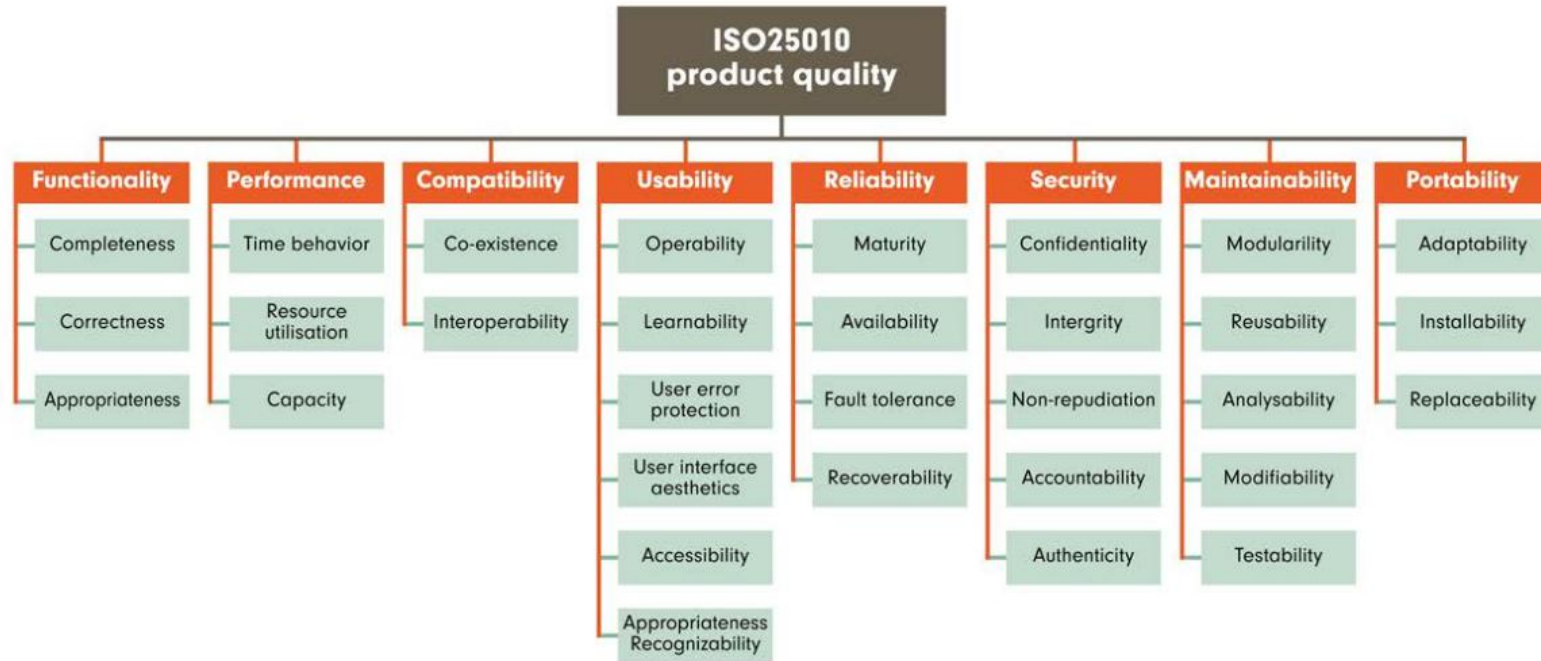 ISO25010
product quality
Functionality
Completeness
Correctness
Appropriateness
Performance
Time behavior
Resource
utilisation
Capacity
Compatibility
Co-existence
Interoperability
Usability
Operability
Learnability
User error
protection
User interface
aesthetics
Accessibility
Appropriateness
Recognizability
Reliability
Maturity
Availability
Fault tolerance
Recoverability
Security
Confidentiality
Intergrity
Non-repudiation
Accountability
Authenticity
Maintainability
Modularility
Reusability
Analysability
Modifiability
Testability
Portability
Adaptability
Installability
Replaceability